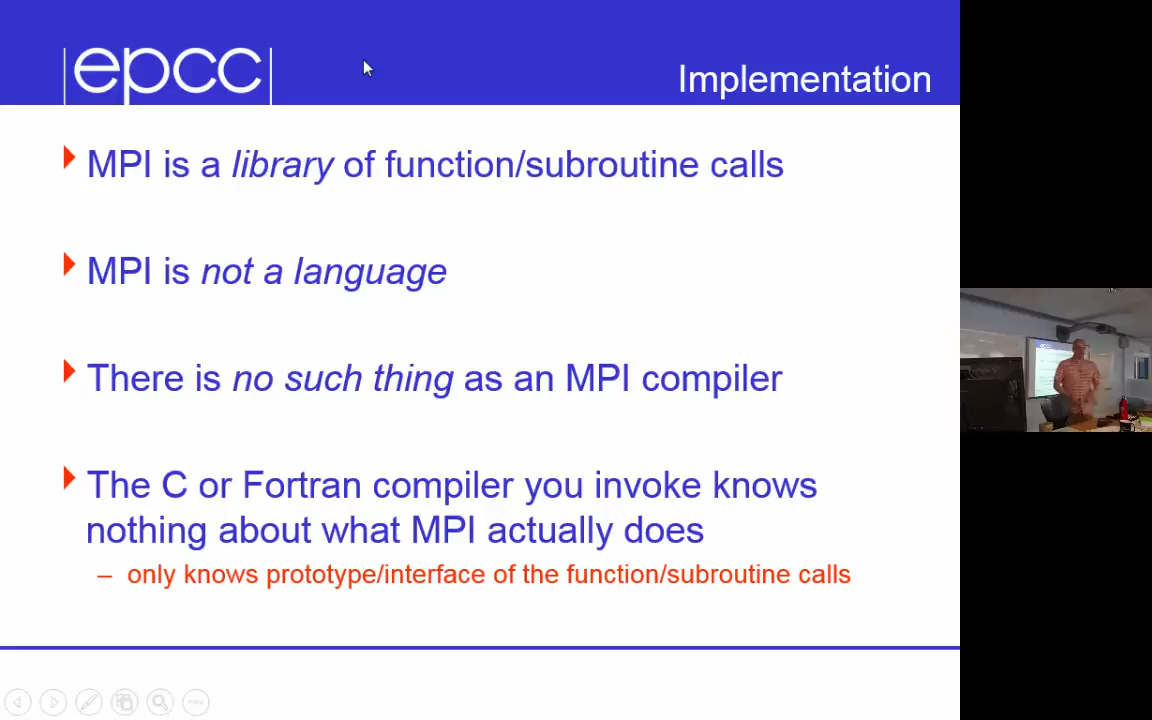 epcc
Implementation
MPI is a library of function/subroutine calls
MPI is not a language
There is no such thing as an MPI compiler
The C or Fortran compiler you invoke knows
nothing about what MPI actually does
– only knows prototype/interface of the function/subroutine calls